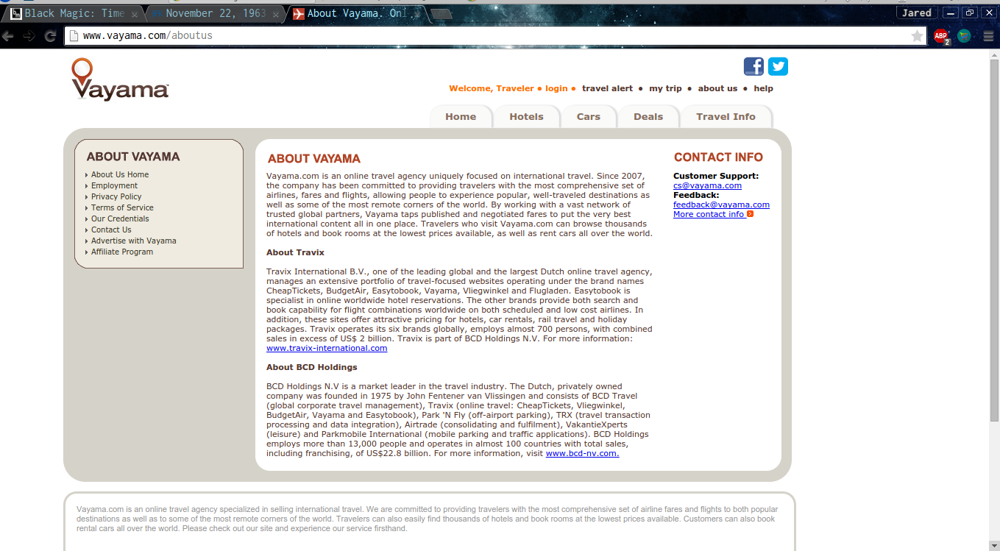 Black Magic: Time
November 22, 1963
About Vayama. Onl
Jared
www.vayama.com/aboutus
ABP
2
Vayama
Welcome, Traveler • login • travel alert • my trip • about us • help
Home Hotels Cars Deals Travel Info
ABOUT VAYAMA
About Us Home
Employment
Privacy Policy
Terms of Service
Our Credentials
Contact Us
Advertise with Vayama
Affiliate Program
ABOUT VAYAMA
Vayama.com is an online travel agency uniquely focused on international travel. Since 2007,
the company has been committed to providing travelers with the most comprehensive set of
airlines, fares and flights, allowing people to experience popular, well-traveled destinations as
well as some of the most remote corners of the world. By working with a vast network of
trusted global partners, Vayama taps published and negotiated fares to put the very best
international content all in one place. Travelers who visit Vayama.com can browse thousands
of hotels and book rooms at the lowest prices available, as well as rent cars all over the world.
About Travix
Travix International B.V., one of the leading global and the largest Dutch online travel agency,
manages an extensive portfolio of travel-focused websites operating under the brand names
CheapTickets, BudgetAir, Easytobook, Vayama, Vliegwinkel and Flugladen. Easytobook is
specialist in online worldwide hotel reservations. The other brands provide both search and
book capability for flight combinations worldwide on both scheduled and low cost airlines. In
addition, these sites offer attractive pricing for hotels, car rentals, rail travel and holiday
packages. Travix operates its six brands globally, employs almost 700 persons, with combined
sales in excess of US$ 2 billion. Travix is part of BCD Holdings N.V. For more information:
www.travix-international.com
About BCD Holdings
BCD Holdings N.V is a market leader in the travel industry. The Dutch, privately owned
company was founded in 1975 by John Fentener van Vlissingen and consists of BCD Travel
(global corporate travel management), Travix (online travel: CheapTickets, Vliegwinkel,
BudgetAir, Vayama and Easytobook), Park 'N Fly (off-airport parking), TRX (travel transaction
processing and data integration), Airtrade (consolidating and fulfilment), VakantieXperts
(leisure) and Parkmobile International (mobile parking and traffic applications). BCD Holdings
employs more than 13,000 people and operates in almost 100 countries with total sales,
including franchising, of US$22.8 billion. For more information, visit www.bcd-nv.com.
CONTACT INFO
Customer Support:
cs@vayama.com
Feedback:
feedback@vayama.com
More contact info
Vayama.com is an online travel agency specialized in selling international travel. We are committed to providing travelers with the most comprehensive set of airline fares and flights to both popular
destinations as well as to some of the most remote corners of the world. Travelers can also easily find thousands of hotels and book rooms at the lowest prices available. Customers can also book
rental cars all over the world. Please check out our site and experience our service firsthand.